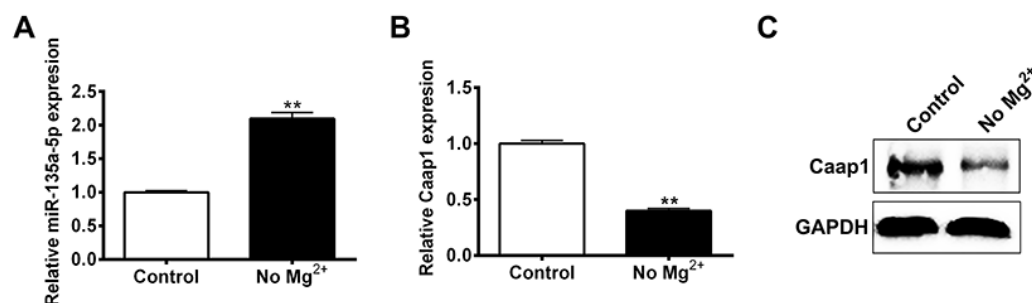 A
Relative miR-135a-5p expresion
2.5
2.0
1.5
1.0
0.5
0.0
**
Control
No Mg²⁺
B
Relative Caap1 expression
1.5
1.0
0.5
0.0
**
Control
No Mg²⁺
C
Control
No Mg²⁺
Caap1
GAPDH